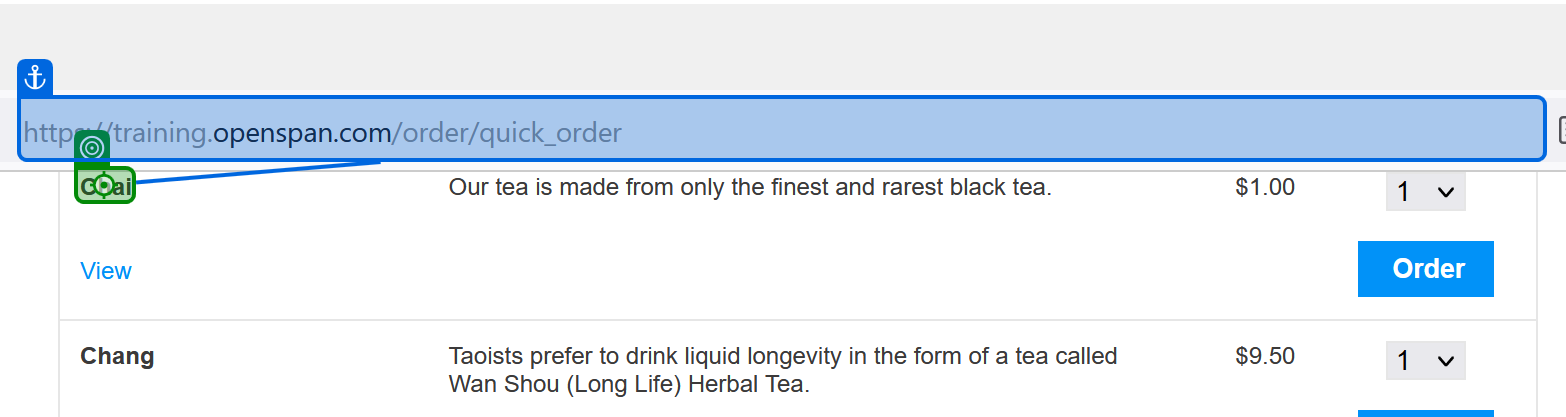 https://training.openspan.com/order/quick_order
Chai Our tea is made from only the finest and rarest black tea. $1.00 1
View Order
Chang Taoists prefer to drink liquid longevity in the form of a tea called $9.50 1
Wan Shou (Long Life) Herbal Tea.